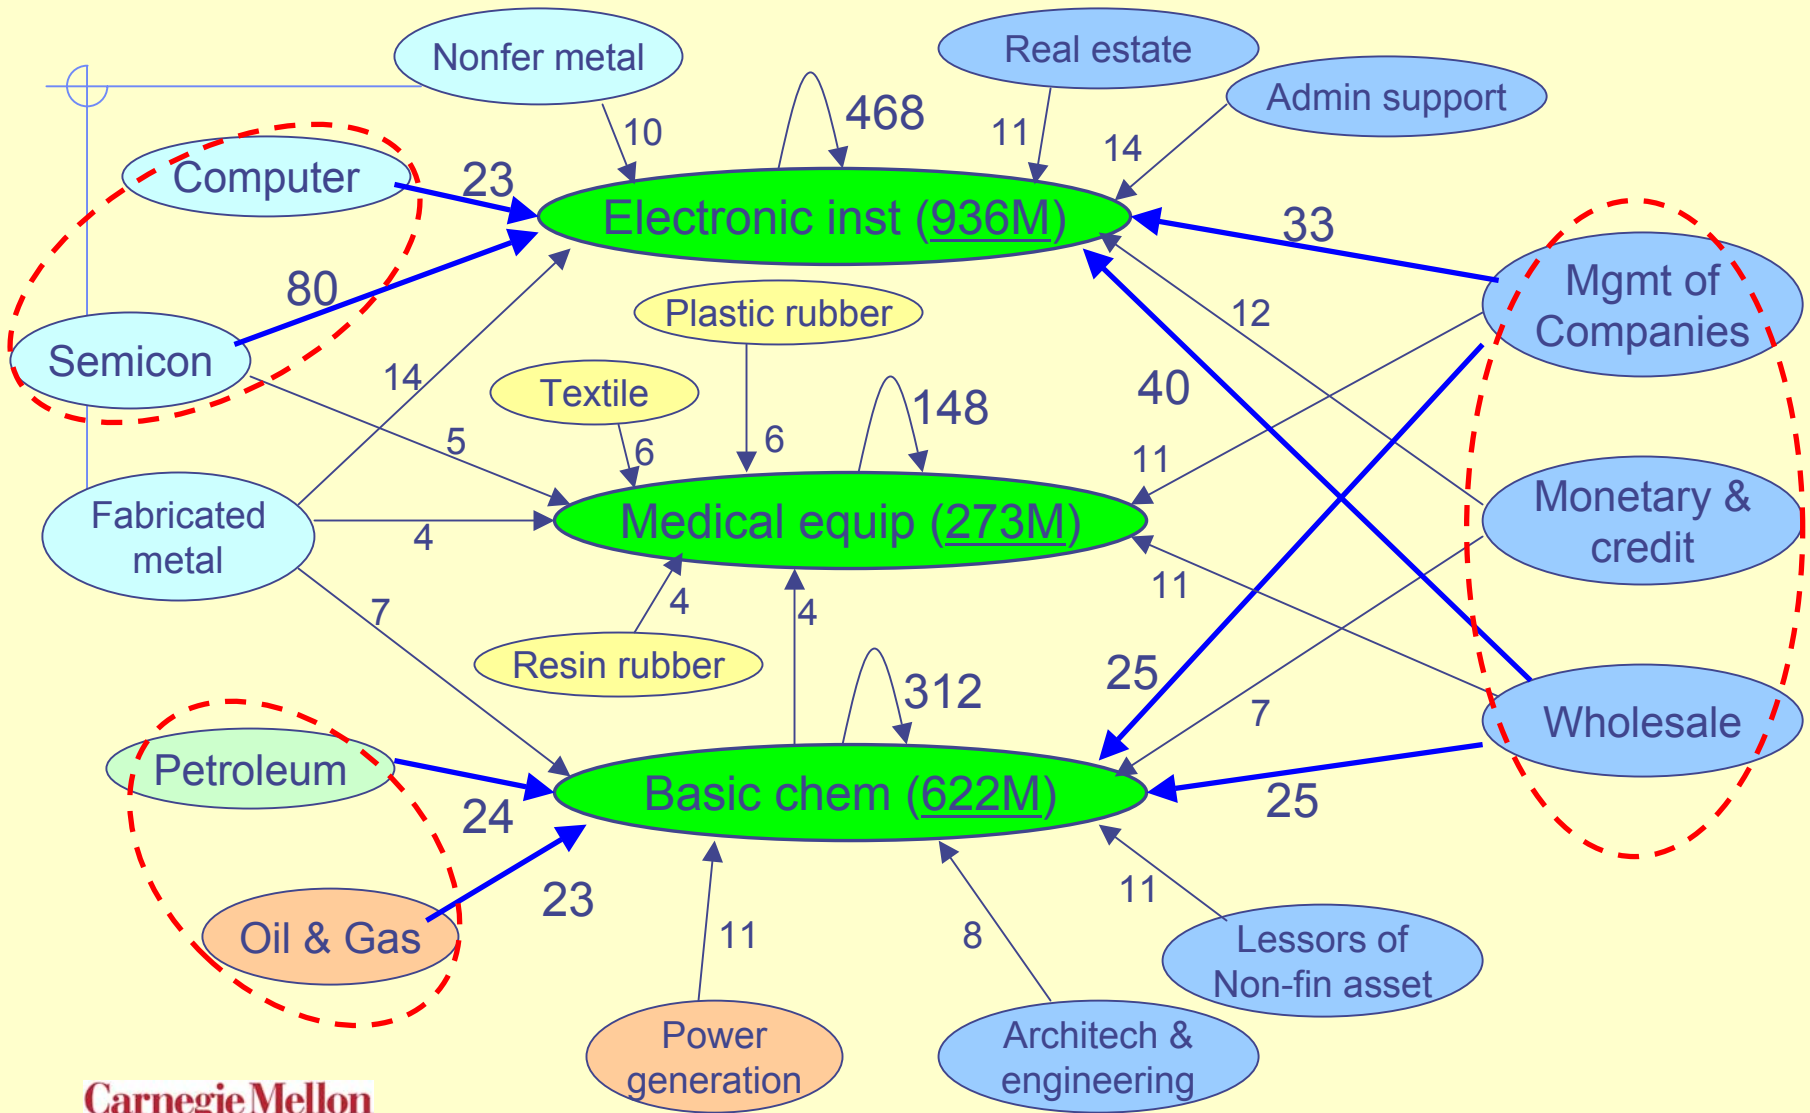 Nonfer metal
Real estate
Admin support
468
10
11
14
Computer
23
Electronic inst (936M)
33
80
Mgmt of
Companies
Plastic rubber
12
Semicon
14
Textile
40
148
5
6
6
11
Fabricated
metal
Monetary &
credit
4
Medical equip (273M)
7
4
4
11
Resin rubber
25
312
7
Wholesale
Petroleum
24
Basic chem (622M)
25
23
11
Oil & Gas
11
8
Lessors of
Non-fin asset
Power
generation
Architech &
engineering
Carnegie Mellon